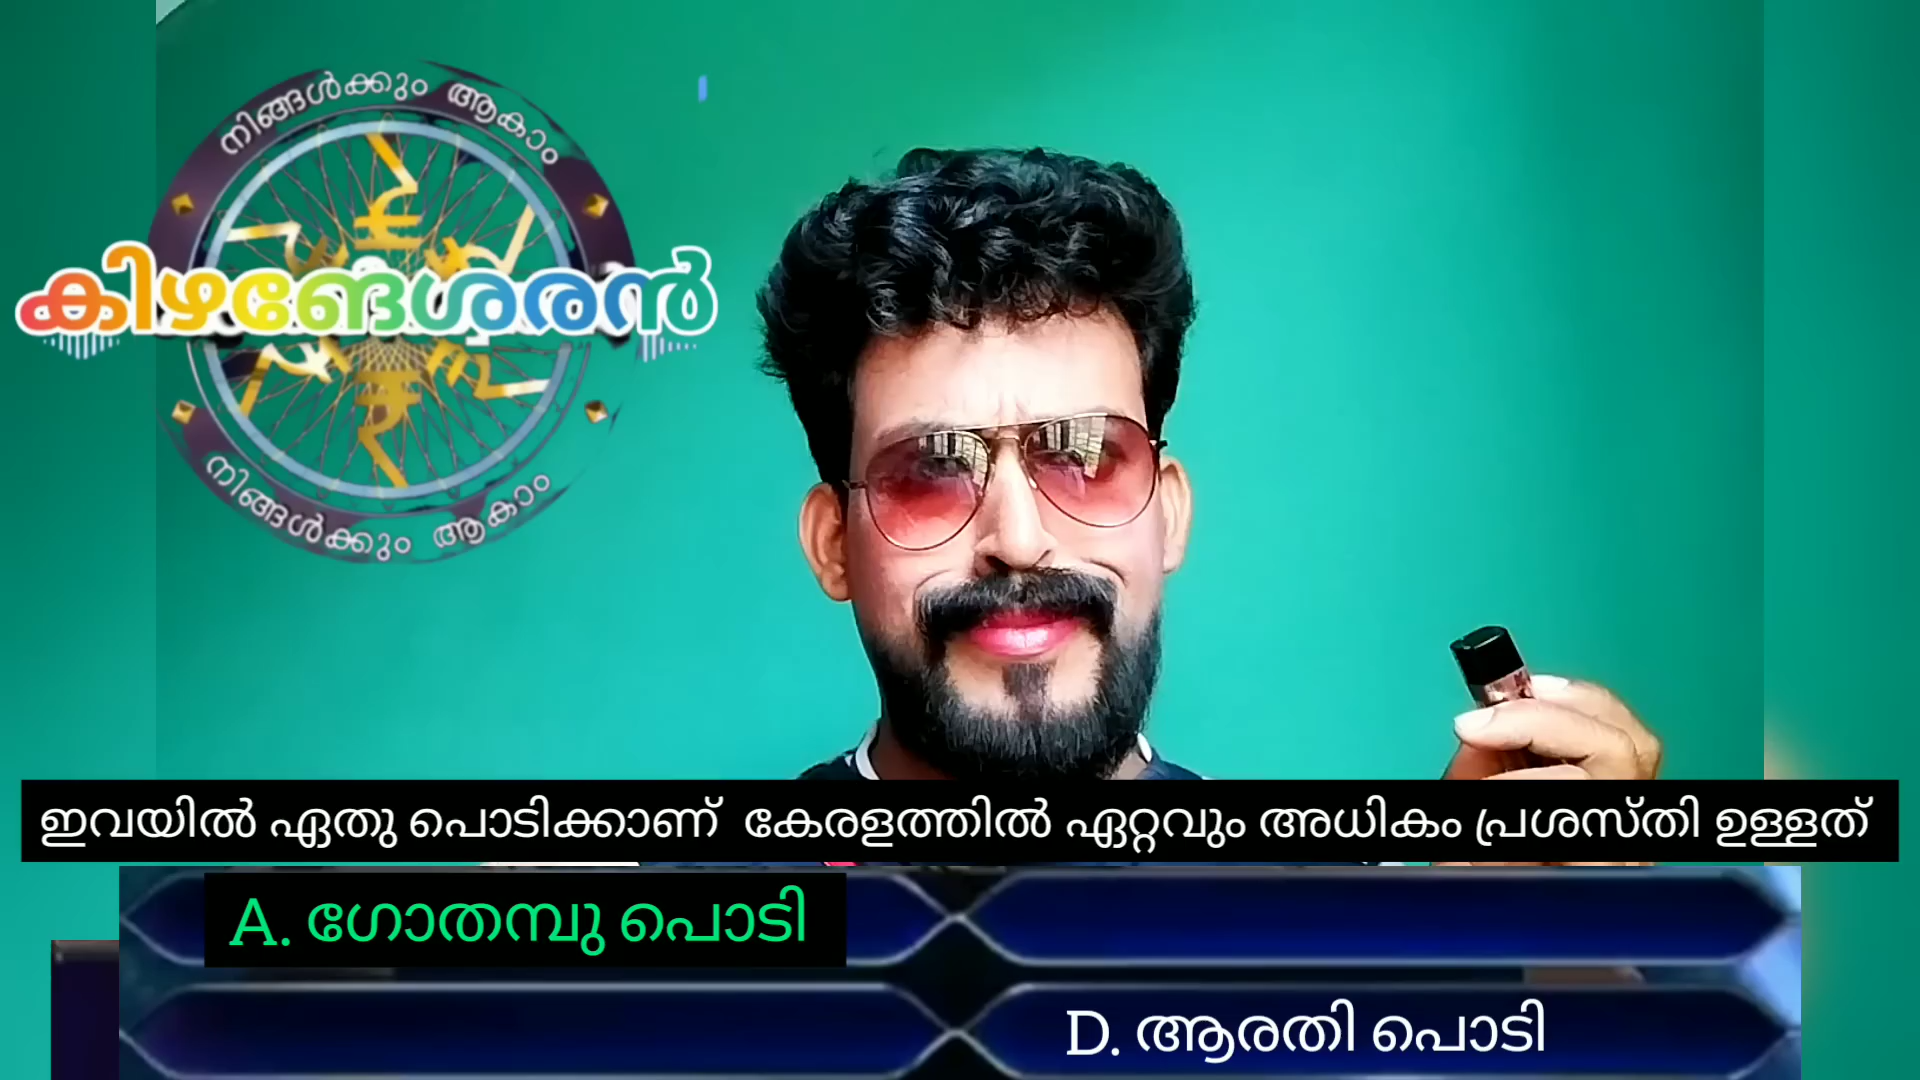 നിങ്ങൾക്കും ആകാം
കിഴങ്ങേശ്വരൻ
നിങ്ങൾക്കും ആകാം
ഇവയിൽ ഏതു പൊടിക്കാണ് കേരളത്തിൽ ഏറ്റവും അധികം പ്രശസ്തി ഉള്ളത്
A. ഗോതമ്പു പൊടി
D. ആരതി പൊടി